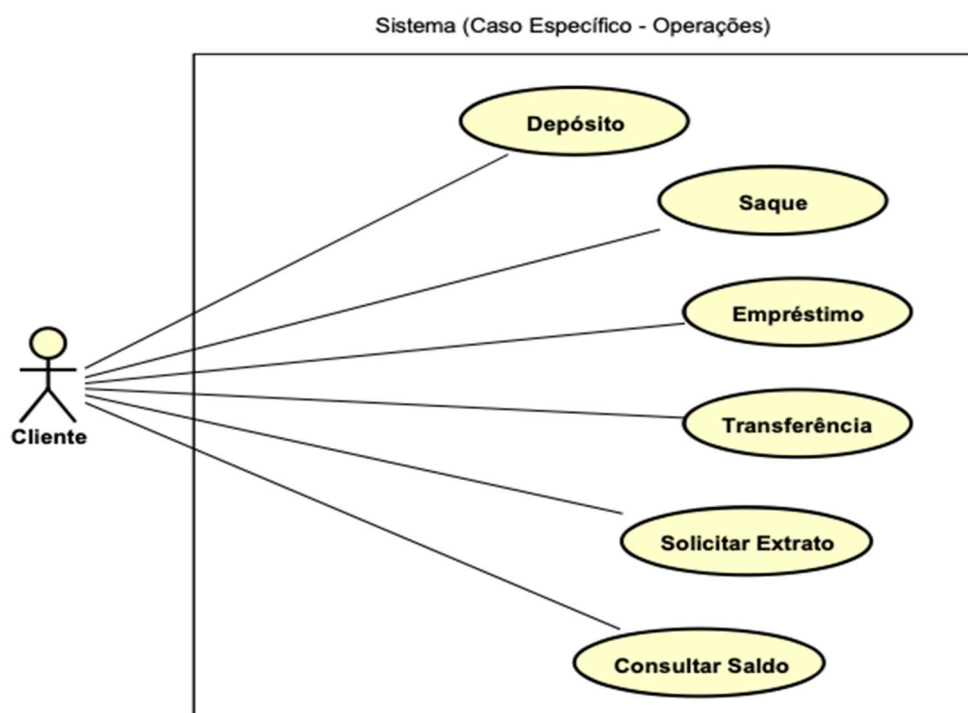 Sistema (Caso Específico - Operações)
Depósito
Saque
Empréstimo
Transferência
Cliente
Solicitar Extrato
Consultar Saldo